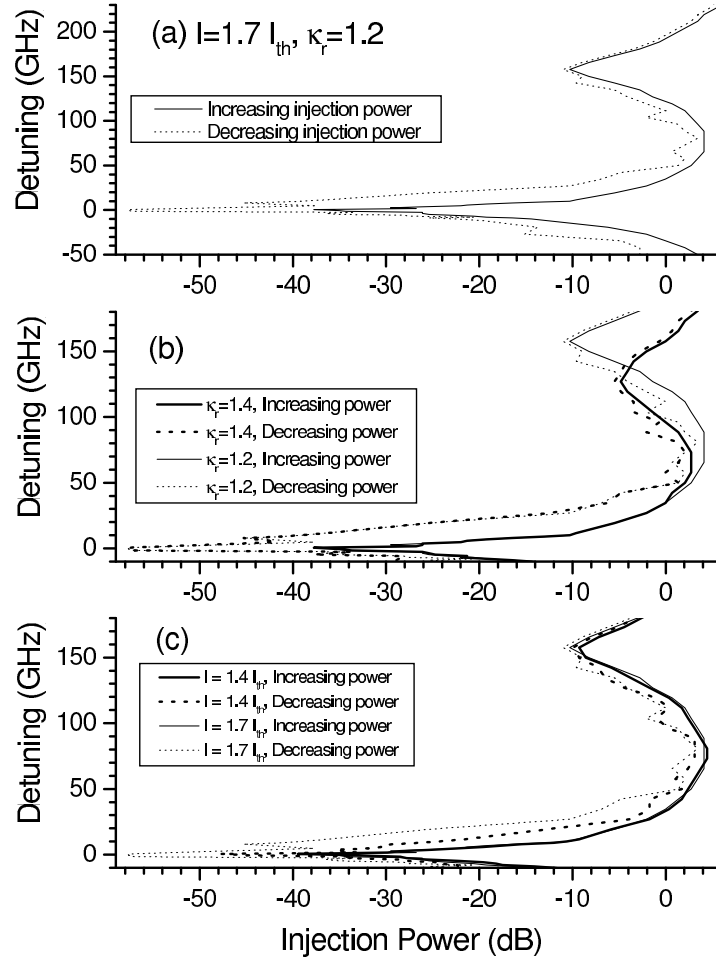 (a) I=1.7 I_th, κ_r=1.2
Increasing injection power
Decreasing injection power
Detuning (GHz)
200
150
100
50
0
-50
-50
-40
-30
-20
-10
0
(b)
κ_r=1.4, Increasing power
κ_r=1.4, Decreasing power
κ_r=1.2, Increasing power
κ_r=1.2, Decreasing power
Detuning (GHz)
150
100
50
0
-50
-40
-30
-20
-10
0
(c)
I = 1.4 I_th, Increasing power
I = 1.4 I_th, Decreasing power
I = 1.7 I_th, Increasing power
I = 1.7 I_th, Decreasing power
Detuning (GHz)
150
100
50
0
-50
-40
-30
-20
-10
0
Injection Power (dB)